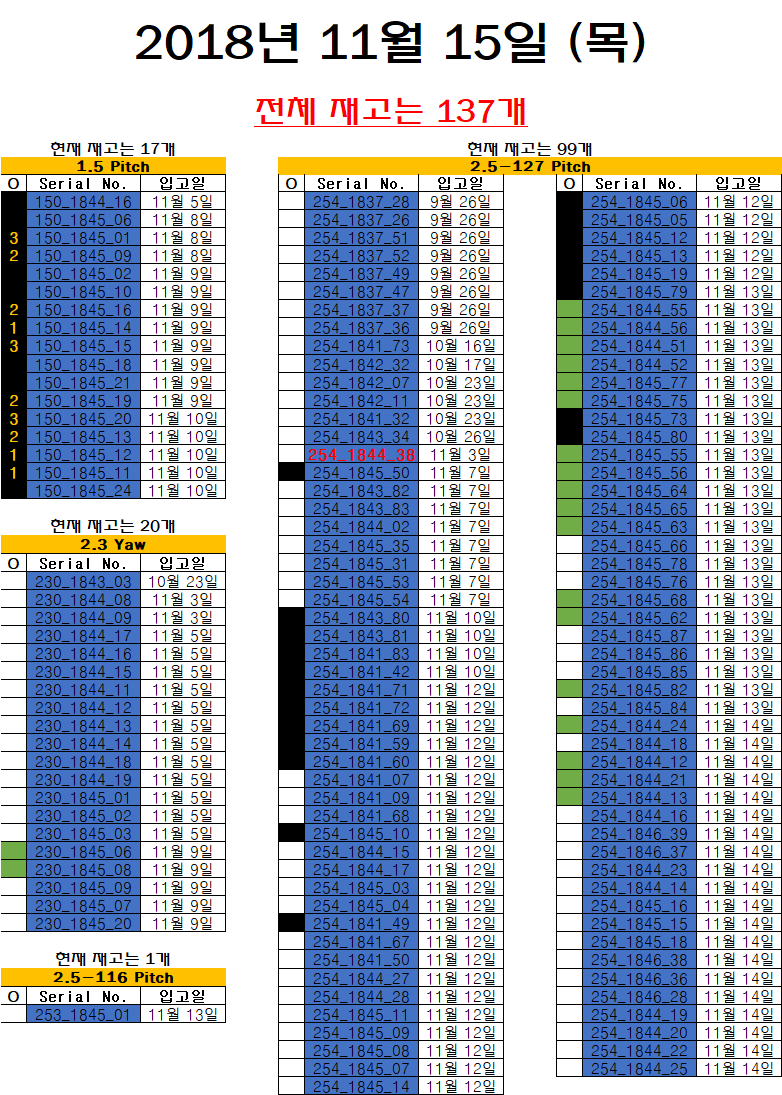 2018년 11월 15일 (목)
전체 재고는 137개
현재 재고는 17개
1.5 Pitch
O Serial No. 입고일
150_1844_16 11월 5일
150_1845_06 11월 8일
3 150_1845_01 11월 8일
2 150_1845_09 11월 8일
150_1845_02 11월 9일
150_1845_10 11월 9일
2 150_1845_16 11월 9일
1 150_1845_14 11월 9일
3 150_1845_15 11월 9일
150_1845_18 11월 9일
150_1845_21 11월 9일
2 150_1845_19 11월 9일
3 150_1845_20 11월 10일
2 150_1845_13 11월 10일
1 150_1845_12 11월 10일
1 150_1845_11 11월 10일
150_1845_24 11월 10일
현재 재고는 20개
2.3 Yaw
O Serial No. 입고일
230_1843_03 10월 23일
230_1844_08 11월 3일
230_1844_09 11월 3일
230_1844_17 11월 5일
230_1844_16 11월 5일
230_1844_15 11월 5일
230_1844_11 11월 5일
230_1844_12 11월 5일
230_1844_13 11월 5일
230_1844_14 11월 5일
230_1844_18 11월 5일
230_1844_19 11월 5일
230_1845_01 11월 5일
230_1845_02 11월 5일
230_1845_03 11월 5일
230_1845_06 11월 9일
230_1845_08 11월 9일
230_1845_09 11월 9일
230_1845_07 11월 9일
230_1845_20 11월 9일
현재 재고는 1개
2.5-116 Pitch
O Serial No. 입고일
253_1845_01 11월 13일
현재 재고는 99개
2.5-127 Pitch
O Serial No. 입고일
254_1837_28 9월 26일
254_1837_26 9월 26일
254_1837_51 9월 26일
254_1837_52 9월 26일
254_1837_49 9월 26일
254_1837_47 9월 26일
254_1837_37 9월 26일
254_1837_36 9월 26일
254_1841_73 10월 16일
254_1842_32 10월 17일
254_1842_07 10월 23일
254_1842_11 10월 23일
254_1841_32 10월 23일
254_1843_34 10월 26일
254_1844_38 11월 3일
254_1845_50 11월 7일
254_1843_82 11월 7일
254_1843_83 11월 7일
254_1844_02 11월 7일
254_1845_35 11월 7일
254_1845_31 11월 7일
254_1845_53 11월 7일
254_1845_54 11월 7일
254_1843_80 11월 10일
254_1843_81 11월 10일
254_1841_83 11월 10일
254_1841_42 11월 10일
254_1841_71 11월 12일
254_1841_72 11월 12일
254_1841_69 11월 12일
254_1841_59 11월 12일
254_1841_60 11월 12일
254_1841_07 11월 12일
254_1841_09 11월 12일
254_1841_68 11월 12일
254_1845_10 11월 12일
254_1844_15 11월 12일
254_1844_17 11월 12일
254_1845_03 11월 12일
254_1845_04 11월 12일
254_1841_49 11월 12일
254_1841_67 11월 12일
254_1841_50 11월 12일
254_1844_27 11월 12일
254_1844_28 11월 12일
254_1845_11 11월 12일
254_1845_09 11월 12일
254_1845_08 11월 12일
254_1845_07 11월 12일
254_1845_14 11월 12일
O Serial No. 입고일
254_1845_06 11월 12일
254_1845_05 11월 12일
254_1845_12 11월 12일
254_1845_13 11월 12일
254_1845_19 11월 12일
254_1845_79 11월 13일
254_1844_55 11월 13일
254_1844_56 11월 13일
254_1844_51 11월 13일
254_1844_52 11월 13일
254_1845_77 11월 13일
254_1845_75 11월 13일
254_1845_73 11월 13일
254_1845_80 11월 13일
254_1845_55 11월 13일
254_1845_56 11월 13일
254_1845_64 11월 13일
254_1845_65 11월 13일
254_1845_63 11월 13일
254_1845_66 11월 13일
254_1845_78 11월 13일
254_1845_76 11월 13일
254_1845_68 11월 13일
254_1845_62 11월 13일
254_1845_87 11월 13일
254_1845_86 11월 13일
254_1845_85 11월 13일
254_1845_82 11월 13일
254_1845_84 11월 13일
254_1844_24 11월 14일
254_1844_18 11월 14일
254_1844_12 11월 14일
254_1844_21 11월 14일
254_1844_13 11월 14일
254_1844_16 11월 14일
254_1846_39 11월 14일
254_1846_37 11월 14일
254_1844_23 11월 14일
254_1844_14 11월 14일
254_1845_16 11월 14일
254_1845_15 11월 14일
254_1845_18 11월 14일
254_1846_38 11월 14일
254_1846_36 11월 14일
254_1846_28 11월 14일
254_1844_19 11월 14일
254_1844_20 11월 14일
254_1844_22 11월 14일
254_1844_25 11월 14일